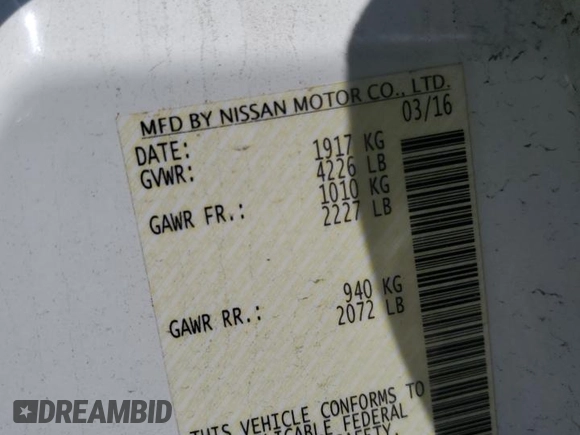 MFD BY NISSAN MOTOR CO., LTD.
DATE: 03/16
GVWR: 1917 KG
4226 LB
GAWR FR.: 1010 KG
2227 LB
GAWR RR.: 940 KG
2072 LB
THIS VEHICLE CONFORMS TO
FEDERAL
SAFETY,
DREAMBID